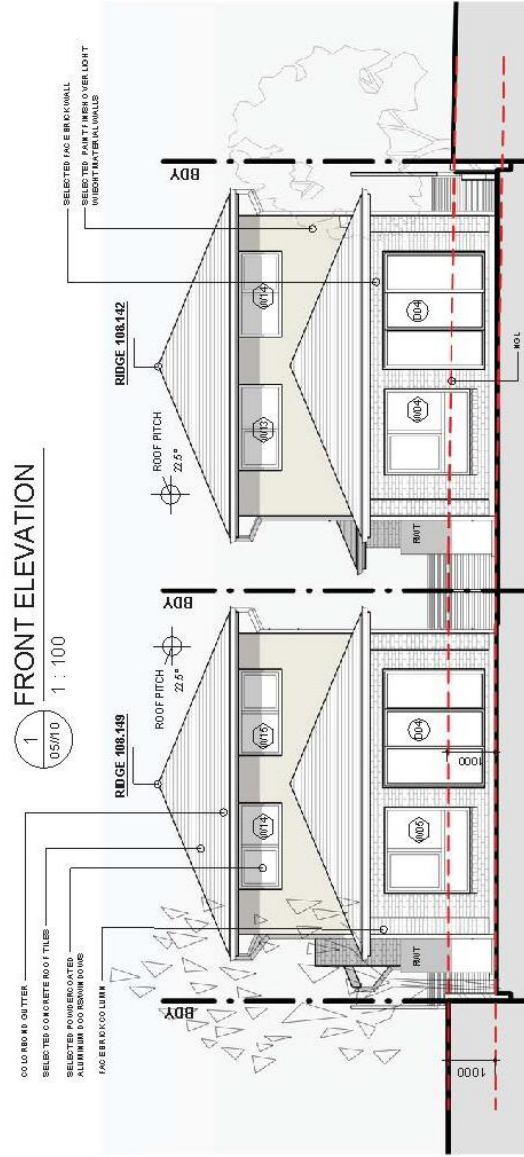 1
05/10
FRONT ELEVATION
1 : 100
COLORBOND GUTTER
SELECTED CONCRETE ROOF TILES
SELECTED POWDERCOATED
ALUMINIUM DOORS/WINDOWS
FACE BRICK COLUMN
RIDGE 108.149
ROOF PITCH
22.5°
RIDGE 108.142
ROOF PITCH
22.5°
SELECTED FACE BRICK WALL
SELECTED PAINT FINISH OVER LIGHT
WIEGHT MATERIAL WALLS
BDY
BDY
BDY
W14
W15
W13
W14
RWT
W05
D04
RWT
W04
D04
1000
1000
NGL